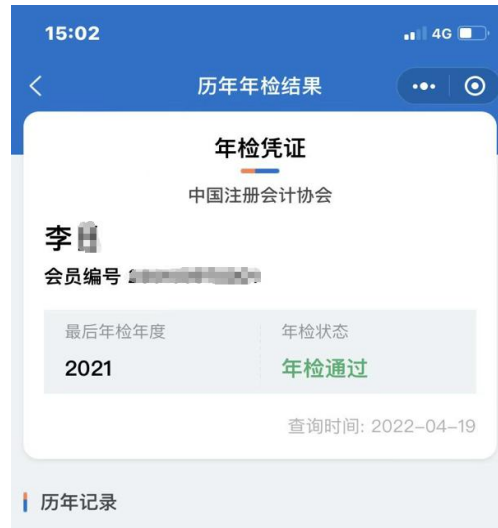 15:02
4G
历年年检结果
年检凭证
中国注册会计协会
李
会员编号
最后年检年度
年检状态
2021
年检通过
查询时间: 2022-04-19
历年记录